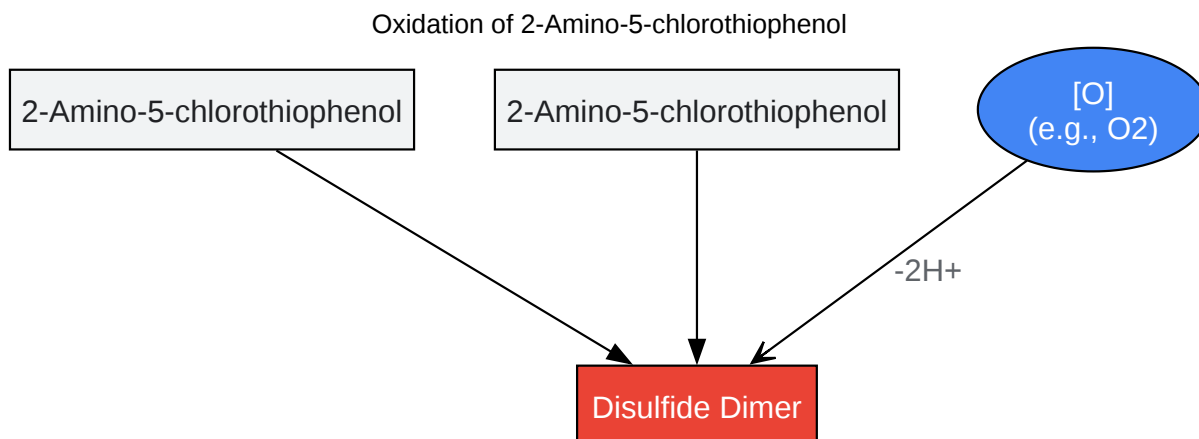 Oxidation of 2-Amino-5-chlorothiophenol
2-Amino-5-chlorothiophenol
2-Amino-5-chlorothiophenol
[O]
(e.g., O2)
-2H+
Disulfide Dimer